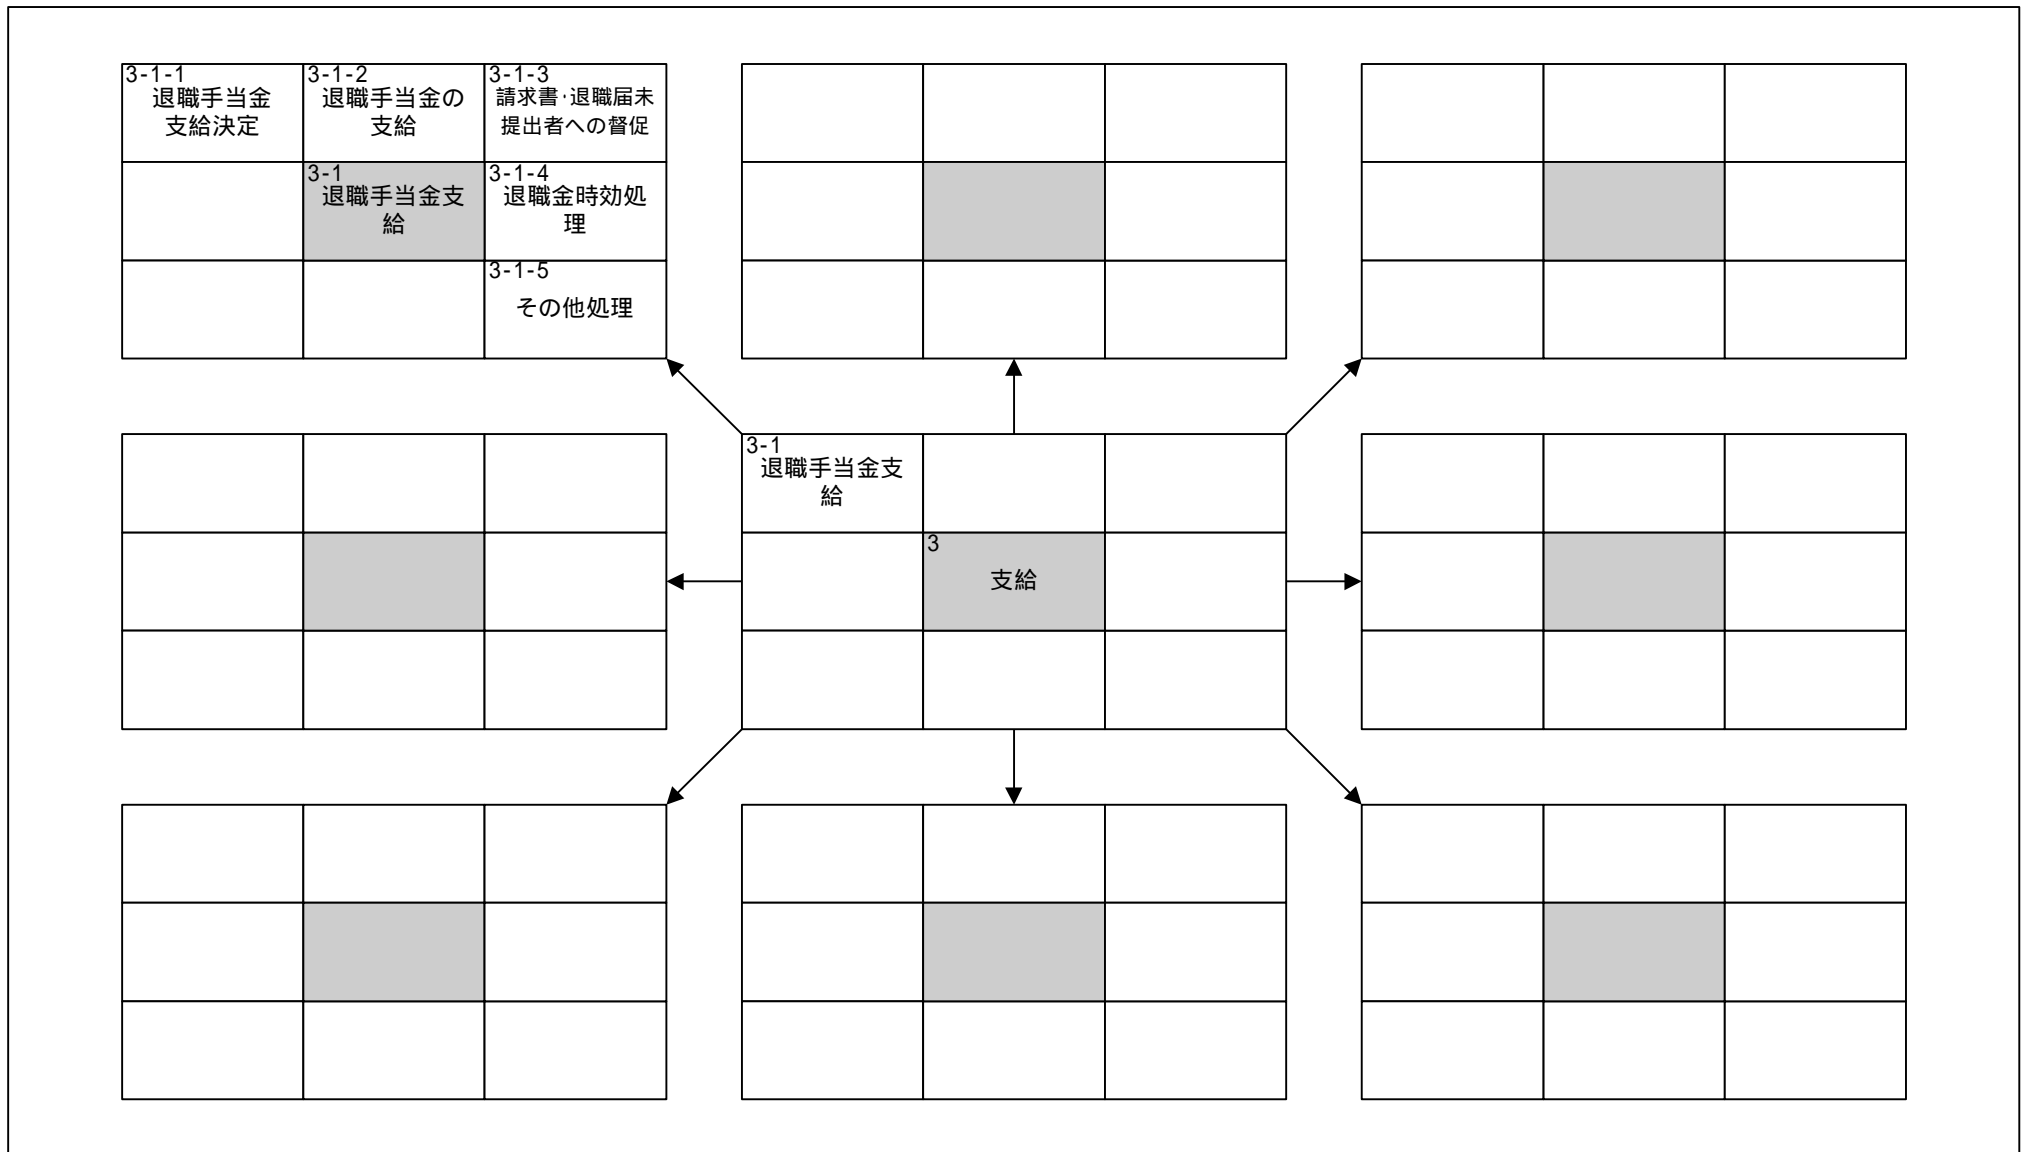 3-1-1
退職手当金
支給決定
3-1-2
退職手当金の
支給
3-1-3
請求書・退職届未
提出者への督促
3-1
退職手当金支
給
3-1-4
退職金時効処
理
3-1-5
その他処理
3-1
退職手当金支
給
3
支給